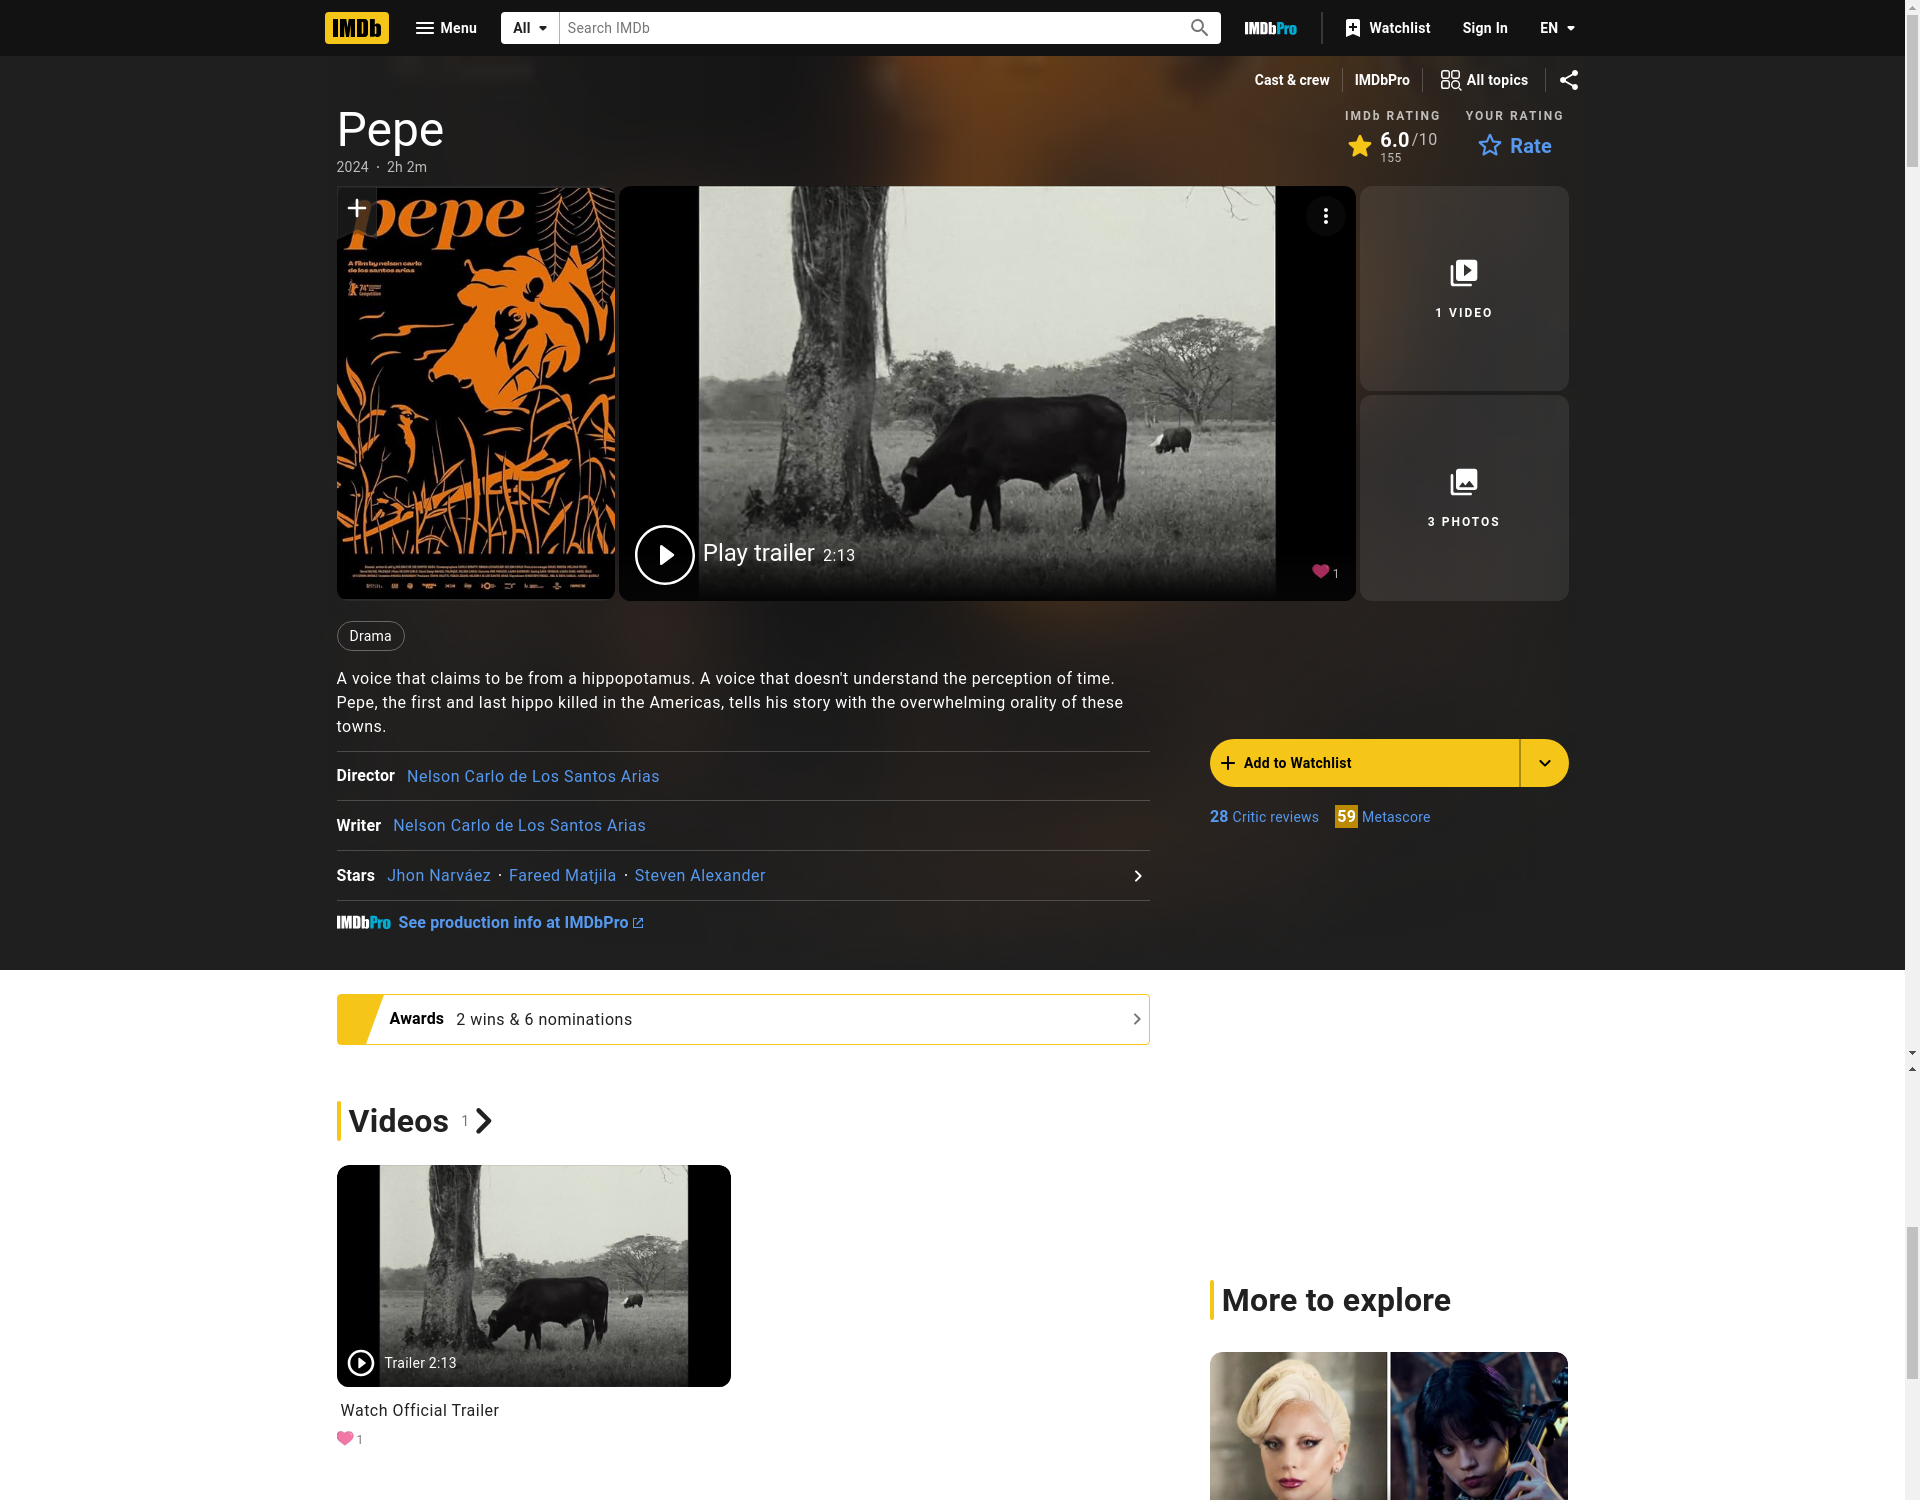 IMDb
Menu
All
Search IMDb
IMDbPro
Watchlist
Sign In
EN
Cast & crew
IMDbPro
All topics
Pepe
2024 · 2h 2m
IMDb RATING
6.0/10
155
YOUR RATING
Rate
pepe
A film by nelson carlo
de los santos arias
Play trailer 2:13
1
1 VIDEO
3 PHOTOS
Drama
A voice that claims to be from a hippopotamus. A voice that doesn't understand the perception of time.
Pepe, the first and last hippo killed in the Americas, tells his story with the overwhelming orality of these
towns.
Director Nelson Carlo de Los Santos Arias
Writer Nelson Carlo de Los Santos Arias
Stars Jhon Narváez · Fareed Matjila · Steven Alexander
IMDbPro See production info at IMDbPro
Add to Watchlist
28 Critic reviews 59 Metascore
Awards 2 wins & 6 nominations
Videos 1
Trailer 2:13
Watch Official Trailer
1
More to explore